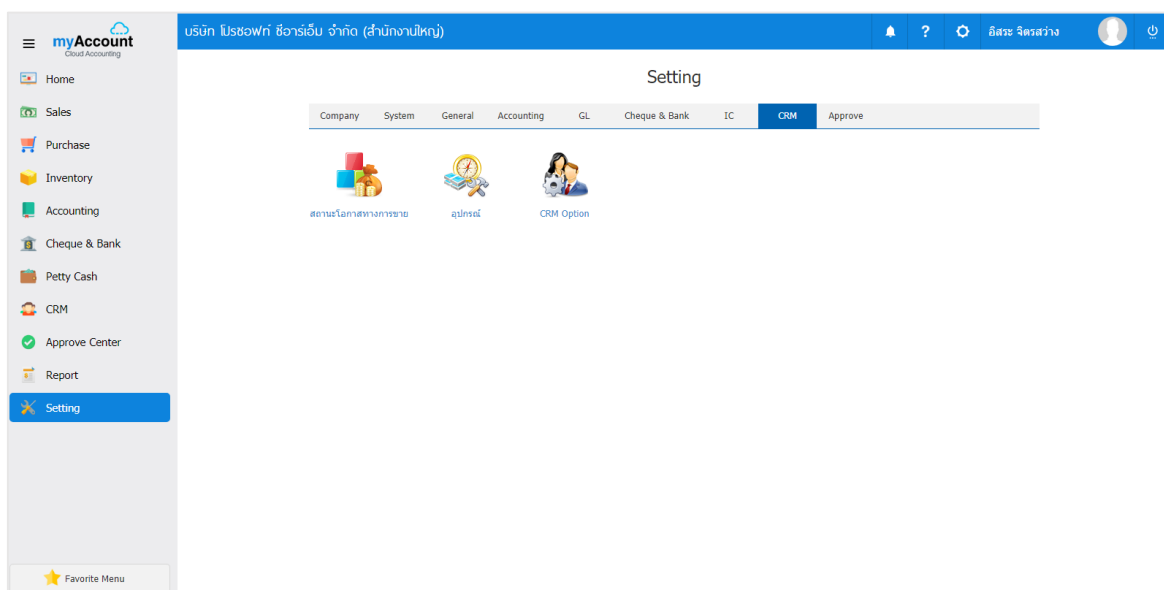 myAccount
Cloud Accounting
บริษัท โปรซอฟท์ ซีอาร์เอ็ม จำกัด (สำนักงานใหญ่)
?
อิสระ จิตรสว่าง
Home
Sales
Purchase
Inventory
Accounting
Cheque & Bank
Petty Cash
CRM
Approve Center
Report
Setting
Favorite Menu
Setting
Company System General Accounting GL Cheque & Bank IC CRM Approve
สถานะโอกาสทางการขาย อุปกรณ์ CRM Option